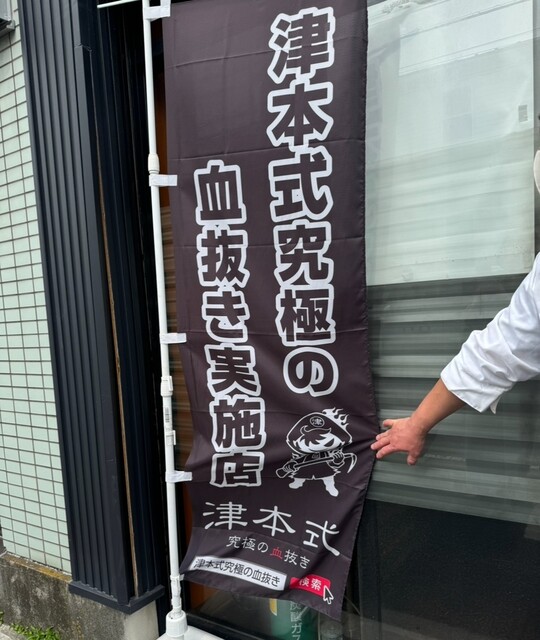 津本式究極の
血抜き実施店
津本式
究極の血抜き
津本式究極の血抜き 検索